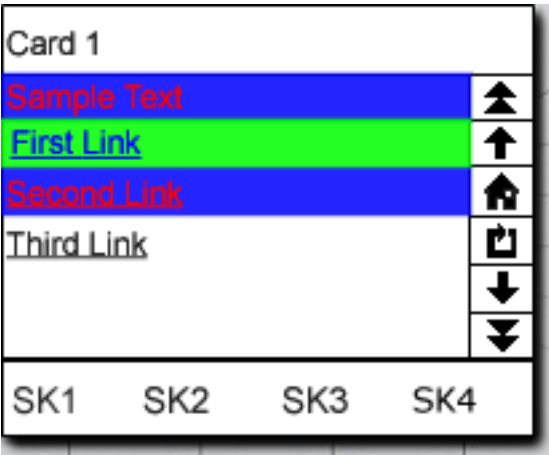 Card 1
Sample Text
First Link
Second Link
Third Link
SK1 SK2 SK3 SK4